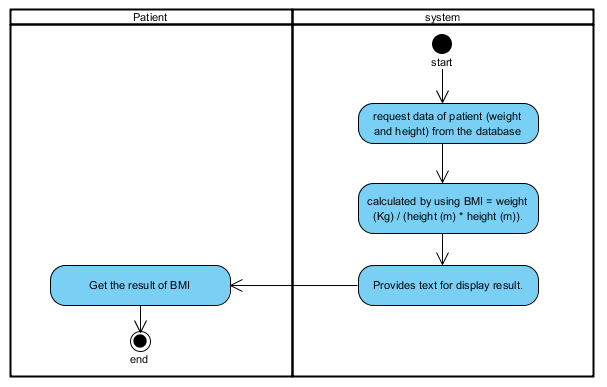 Patient
system
start
request data of patient (weight
and height) from the database
calculated by using BMI = weight
(Kg) / (height (m) * height (m)).
Provides text for display result.
Get the result of BMI
end